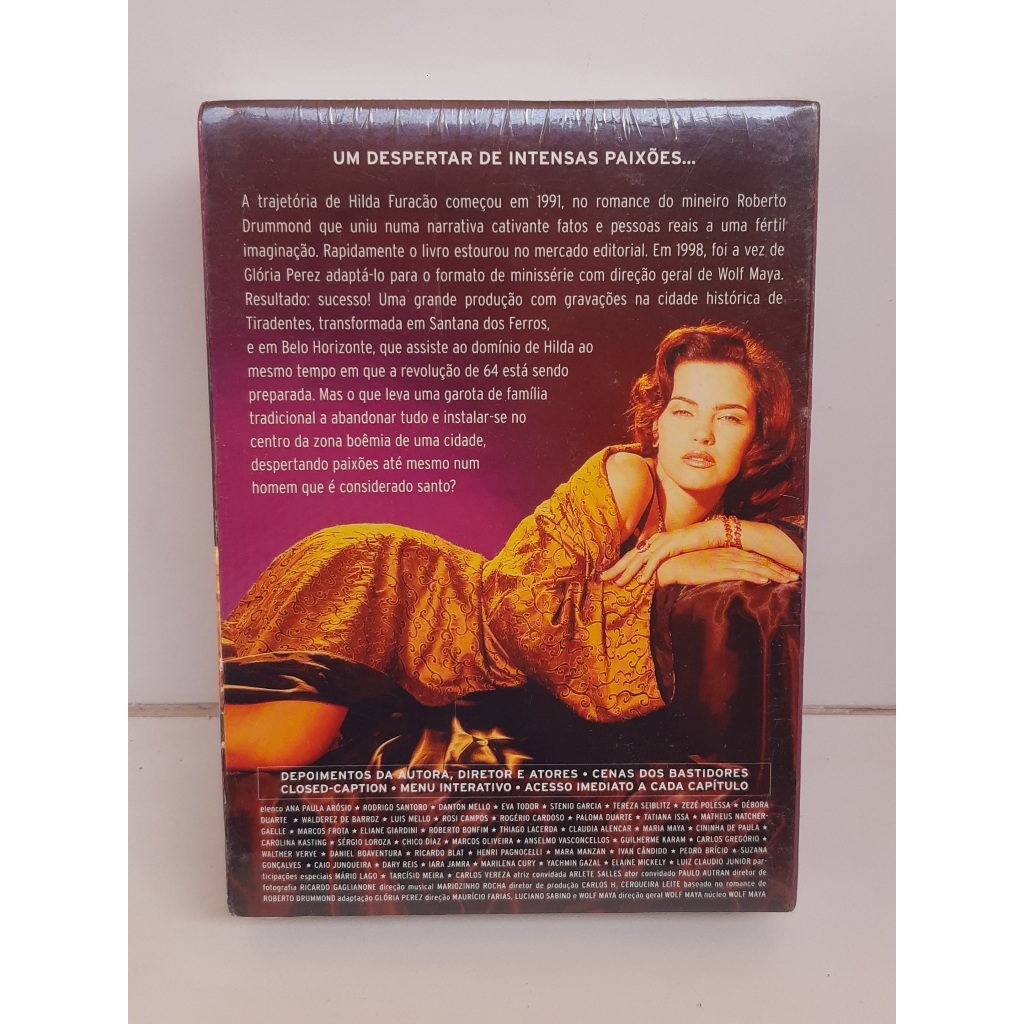 UM DESPERTAR DE INTENSAS PAIXÕES...
A trajetória de Hilda Furacão começou em 1991, no romance do mineiro Roberto
Drummond que uniu numa narrativa cativante fatos e pessoas reais a uma fértil
imaginação. Rapidamente o livro estourou no mercado editorial. Em 1998, foi a vez de
Glória Perez adaptá-lo para o formato de minissérie com direção geral de Wolf Maya.
Resultado: sucesso! Uma grande produção com gravações na cidade histórica de
Tiradentes, transformada em Santana dos Ferros,
e em Belo Horizonte, que assiste ao domínio de Hilda ao
mesmo tempo em que a revolução de 64 está sendo
preparada. Mas o que leva uma garota de família
tradicional a abandonar tudo e instalar-se no
centro da zona boêmia de uma cidade,
despertando paixões até mesmo num
homem que é considerado santo?
DEPOIMENTOS DA AUTORA, DIRETOR E ATORES • CENAS DOS BASTIDORES
CLOSED-CAPTION • MENU INTERATIVO • ACESSO IMEDIATO A CADA CAPÍTULO
elenco ANA PAULA ARÓSIO ★ RODRIGO SANTORO ★ DANTON MELLO ★ EVA TODOR ★ STENIO GARCIA ★ TEREZA SEIBLITZ ★ ZEZÉ POLESSA ★ DÉBORA
DUARTE ★ WALDEREZ DE BARROZ ★ LUIS MELLO ★ ROSI CAMPOS ★ ROGÉRIO CARDOSO ★ PALOMA DUARTE ★ TATIANA ISSA ★ MATHEUS NATCHER-
GAELLE ★ MARCOS FROTA ★ ELIANE GIARDINI ★ ROBERTO BONFIM ★ THIAGO LACERDA ★ CLAUDIA ALENCAR ★ MARIA MAYA ★ CININHA DE PAULA ★
CAROLINA KASTING ★ SÉRGIO LOROZA ★ CHICO DIAZ ★ MARCOS OLIVEIRA ★ ANSELMO VASCONCELLOS ★ GUILHERME KARAM ★ CARLOS GREGÓRIO ★
WALTHER VERVE ★ DANIEL BOAVENTURA ★ RICARDO BLAT ★ HENRI PAGNOCELLI ★ MARA MANZAN ★ IVAN CÂNDIDO ★ PEDRO BRÍCIO ★ SUZANA
GONÇALVES ★ CAIO JUNQUEIRA ★ DARY REIS ★ IARA JAMRA ★ MARILENA CURY ★ YACHMIN GAZAL ★ ELAINE MICKELY ★ LUIZ CLAUDIO JUNIOR par-
ticipações especiais MÁRIO LAGO ★ TARCÍSIO MEIRA ★ CARLOS VEREZA atriz convidada ARLETE SALLES ator convidado PAULO AUTRAN diretor de
fotografia RICARDO GAGLIANONE direção musical MARIOZINHO ROCHA diretor de produção CARLOS H. CERQUEIRA LEITE baseado no romance de
ROBERTO DRUMMOND adaptação GLÓRIA PEREZ direção MAURÍCIO FARIAS, LUCIANO SABINO e WOLF MAYA direção geral WOLF MAYA núcleo WOLF MAYA